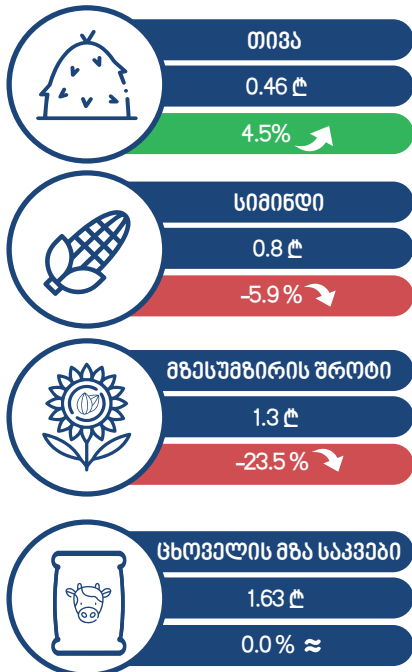 თივა
0.46 ₾
4.5%
სიმინდი
0.8 ₾
-5.9 %
მზესუმზირის შროტი
1.3 ₾
-23.5 %
ცხოველის მზა საკვები
1.63 ₾
0.0 % ≈